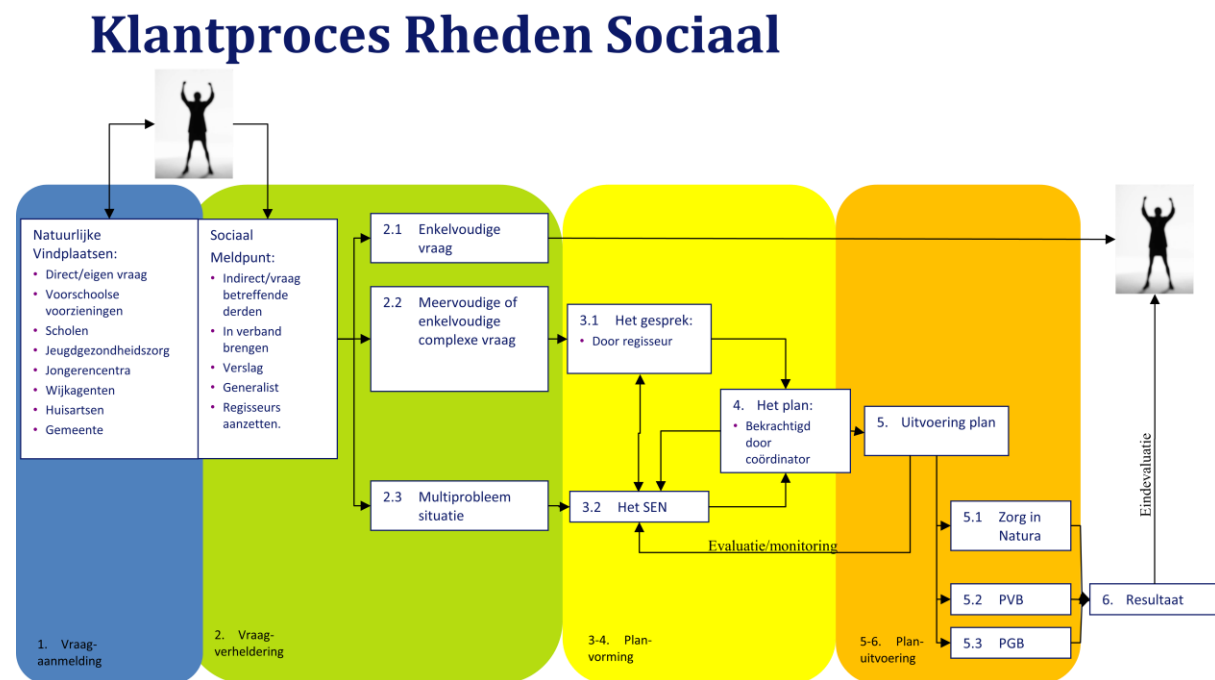 Klantproces Rheden Sociaal
Natuurlijke
Vindplaatsen:
• Direct/eigen vraag
• Voorschoolse
voorzieningen
• Scholen
• Jeugdgezondheidszorg
• Jongerencentra
• Wijkagenten
• Huisartsen
• Gemeente
1. Vraag-
aanmelding
Sociaal
Meldpunt:
• Indirect/vraag
betreffende
derden
• In verband
brengen
• Verslag
• Generalist
• Regisseurs
aanzetten.
2. Vraag-
verheldering
2.1 Enkelvoudige
vraag
2.2 Meervoudige of
enkelvoudige
complexe vraag
2.3 Multiprobleem
situatie
3.1 Het gesprek:
• Door regisseur
3.2 Het SEN
4. Het plan:
• Bekrachtigd
door
coördinator
Evaluatie/monitoring
3-4. Plan-
vorming
5. Uitvoering plan
5.1 Zorg in
Natura
5.2 PVB
5.3 PGB
5-6. Plan-
uitvoering
6. Resultaat
Eindevaluatie